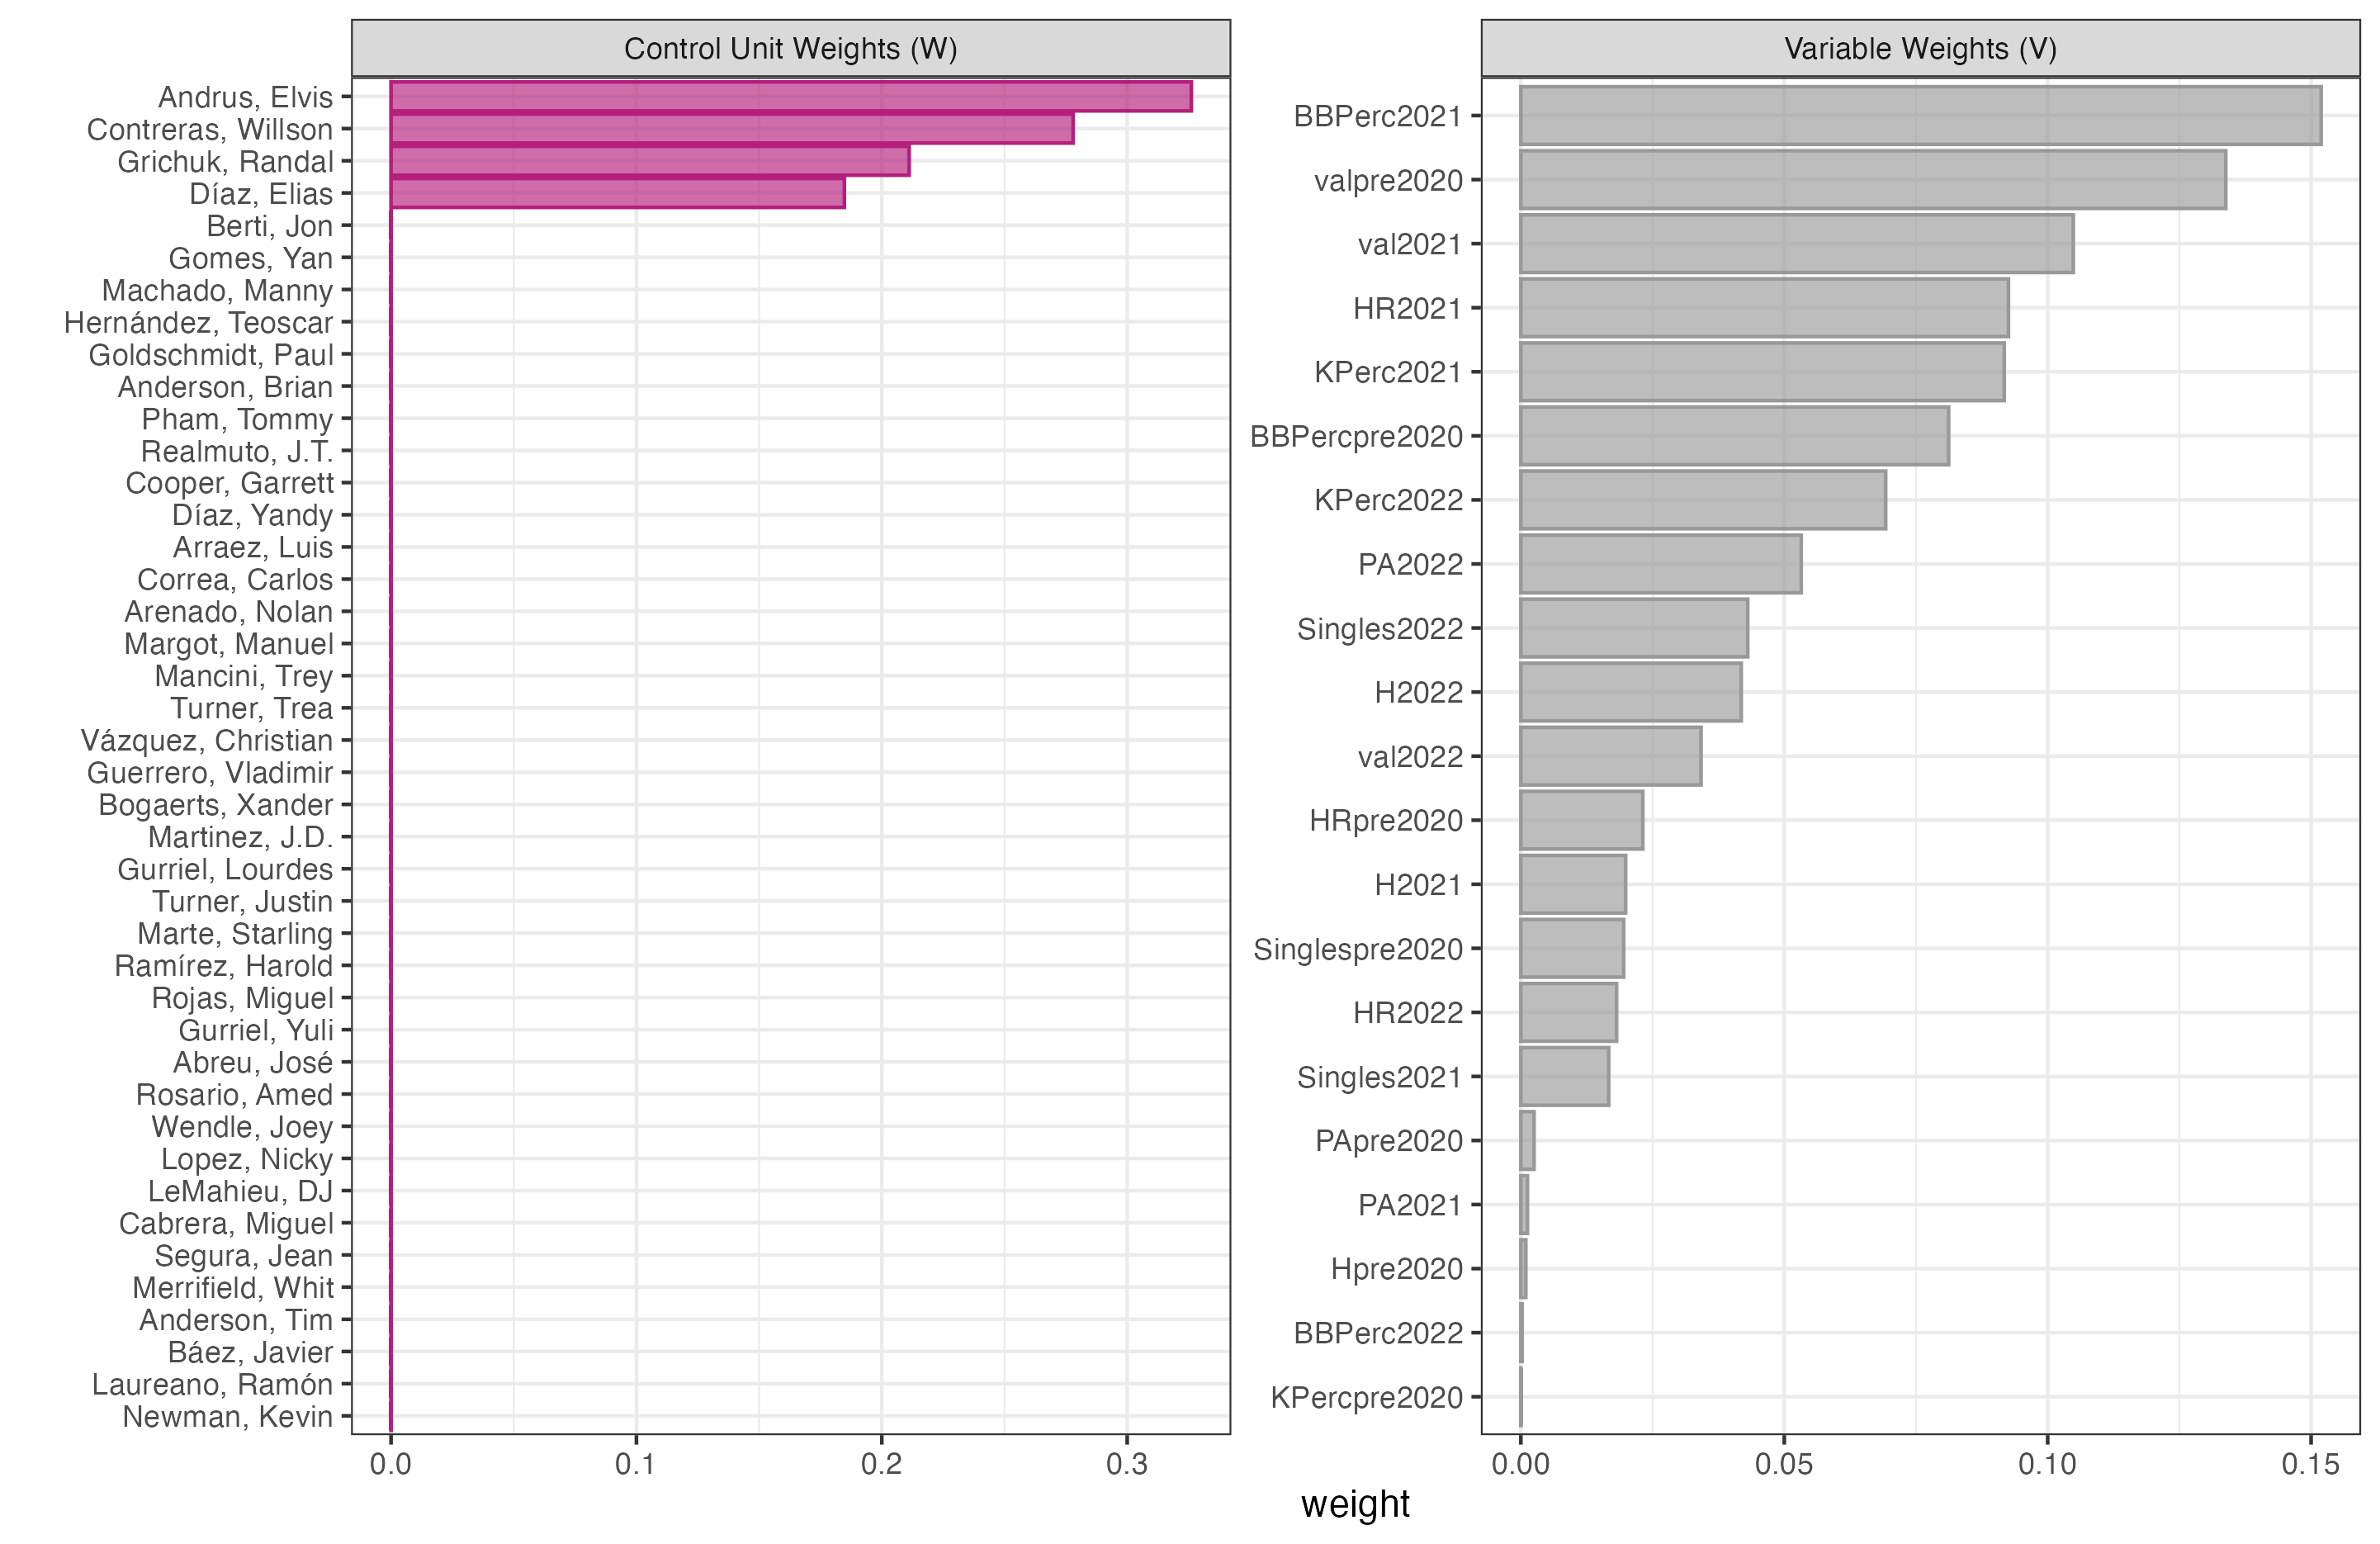 Control Unit Weights (W)
Andrus, Elvis
Contreras, Willson
Grichuk, Randal
Díaz, Elias
Berti, Jon
Gomes, Yan
Machado, Manny
Hernández, Teoscar
Goldschmidt, Paul
Anderson, Brian
Pham, Tommy
Realmuto, J.T.
Cooper, Garrett
Díaz, Yandy
Arraez, Luis
Correa, Carlos
Arenado, Nolan
Margot, Manuel
Mancini, Trey
Turner, Trea
Vázquez, Christian
Guerrero, Vladimir
Bogaerts, Xander
Martinez, J.D.
Gurriel, Lourdes
Turner, Justin
Marte, Starling
Ramírez, Harold
Rojas, Miguel
Gurriel, Yuli
Abreu, José
Rosario, Amed
Wendle, Joey
Lopez, Nicky
LeMahieu, DJ
Cabrera, Miguel
Segura, Jean
Merrifield, Whit
Anderson, Tim
Báez, Javier
Laureano, Ramón
Newman, Kevin
0.0 0.1 0.2 0.3
Variable Weights (V)
BBPerc2021
valpre2020
val2021
HR2021
KPerc2021
BBPercpre2020
KPerc2022
PA2022
Singles2022
H2022
val2022
HRpre2020
H2021
Singlespre2020
HR2022
Singles2021
PApre2020
PA2021
Hpre2020
BBPerc2022
KPercpre2020
0.00 0.05 0.10 0.15
weight